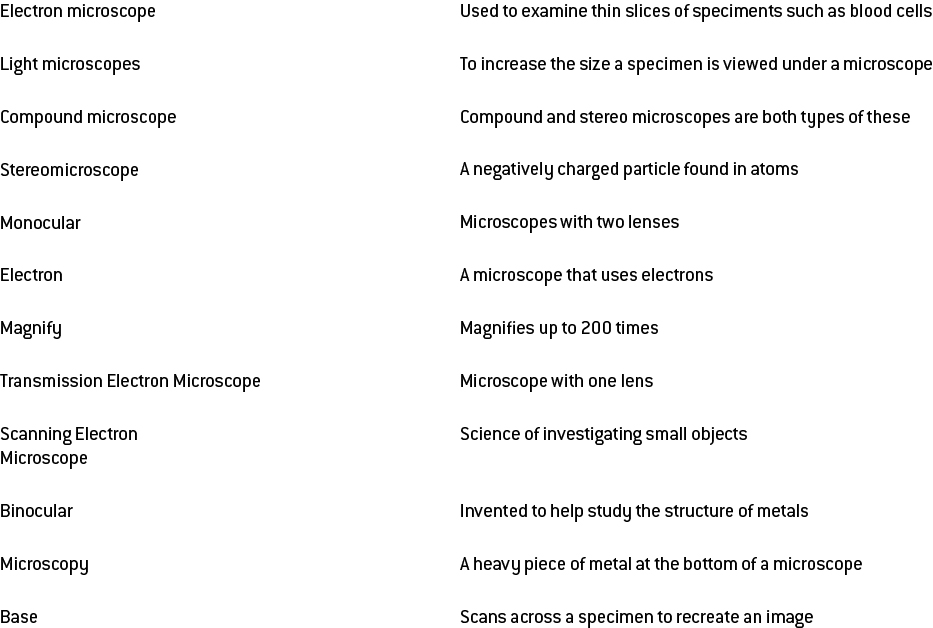 Electron microscope    Used to examine thin slices of speciments such as blood cells
Light microscopes    To increase the size a specimen is viewed under a microscope
Compound microscope    Compound and stereo microscopes are both types of these
Stereomicroscope    A negatively charged particle found in atoms
Monocular    Microscopes with two lenses
Electron    A microscope that uses electrons
Magnify    Magnifies up to 200 times
Transmission Electron Microscope    Microscope with one lens
Scanning Electron    Science of investigating small objects
Microscope
Binocular    Invented to help study the structure of metals
Microscopy    A heavy piece of metal at the bottom of a microscope
Base    Scans across a specimen to recreate an image